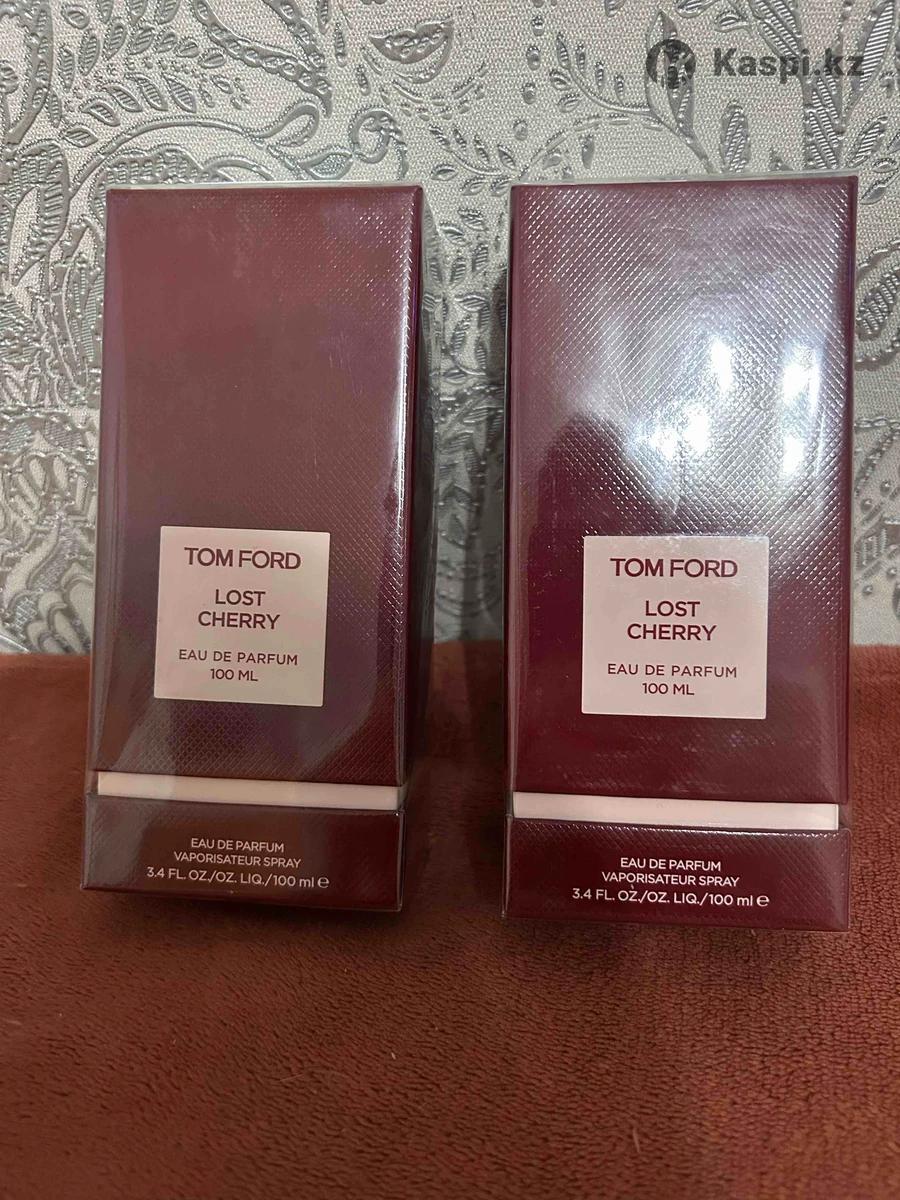 Kaspi.kz
TOM FORD
LOST
CHERRY
EAU DE PARFUM
100 ML
EAU DE PARFUM
VAPORISATEUR SPRAY
3.4 FL. OZ./OZ. LIQ./100 ml ℮
TOM FORD
LOST
CHERRY
EAU DE PARFUM
100 ML
EAU DE PARFUM
VAPORISATEUR SPRAY
3.4 FL. OZ./OZ. LIQ./100 ml ℮